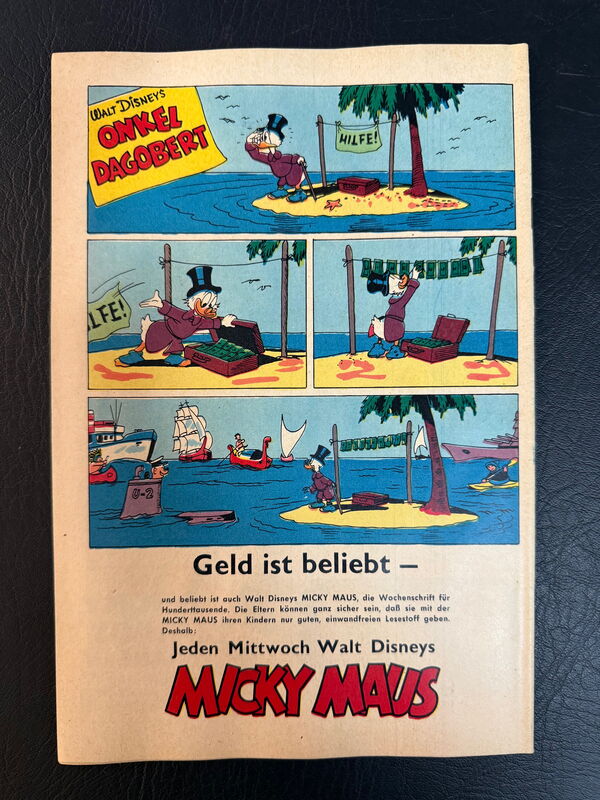 WALT DISNEYS
ONKEL
DAGOBERT
HILFE!
LFE!
U-2
Geld ist beliebt –
und beliebt ist auch Walt Disneys MICKY MAUS, die Wochenschrift für
Hunderttausende. Die Eltern können ganz sicher sein, daß sie mit der
MICKY MAUS ihren Kindern nur guten, einwandfreien Lesestoff geben.
Deshalb:
Jeden Mittwoch Walt Disneys
MICKY MAUS